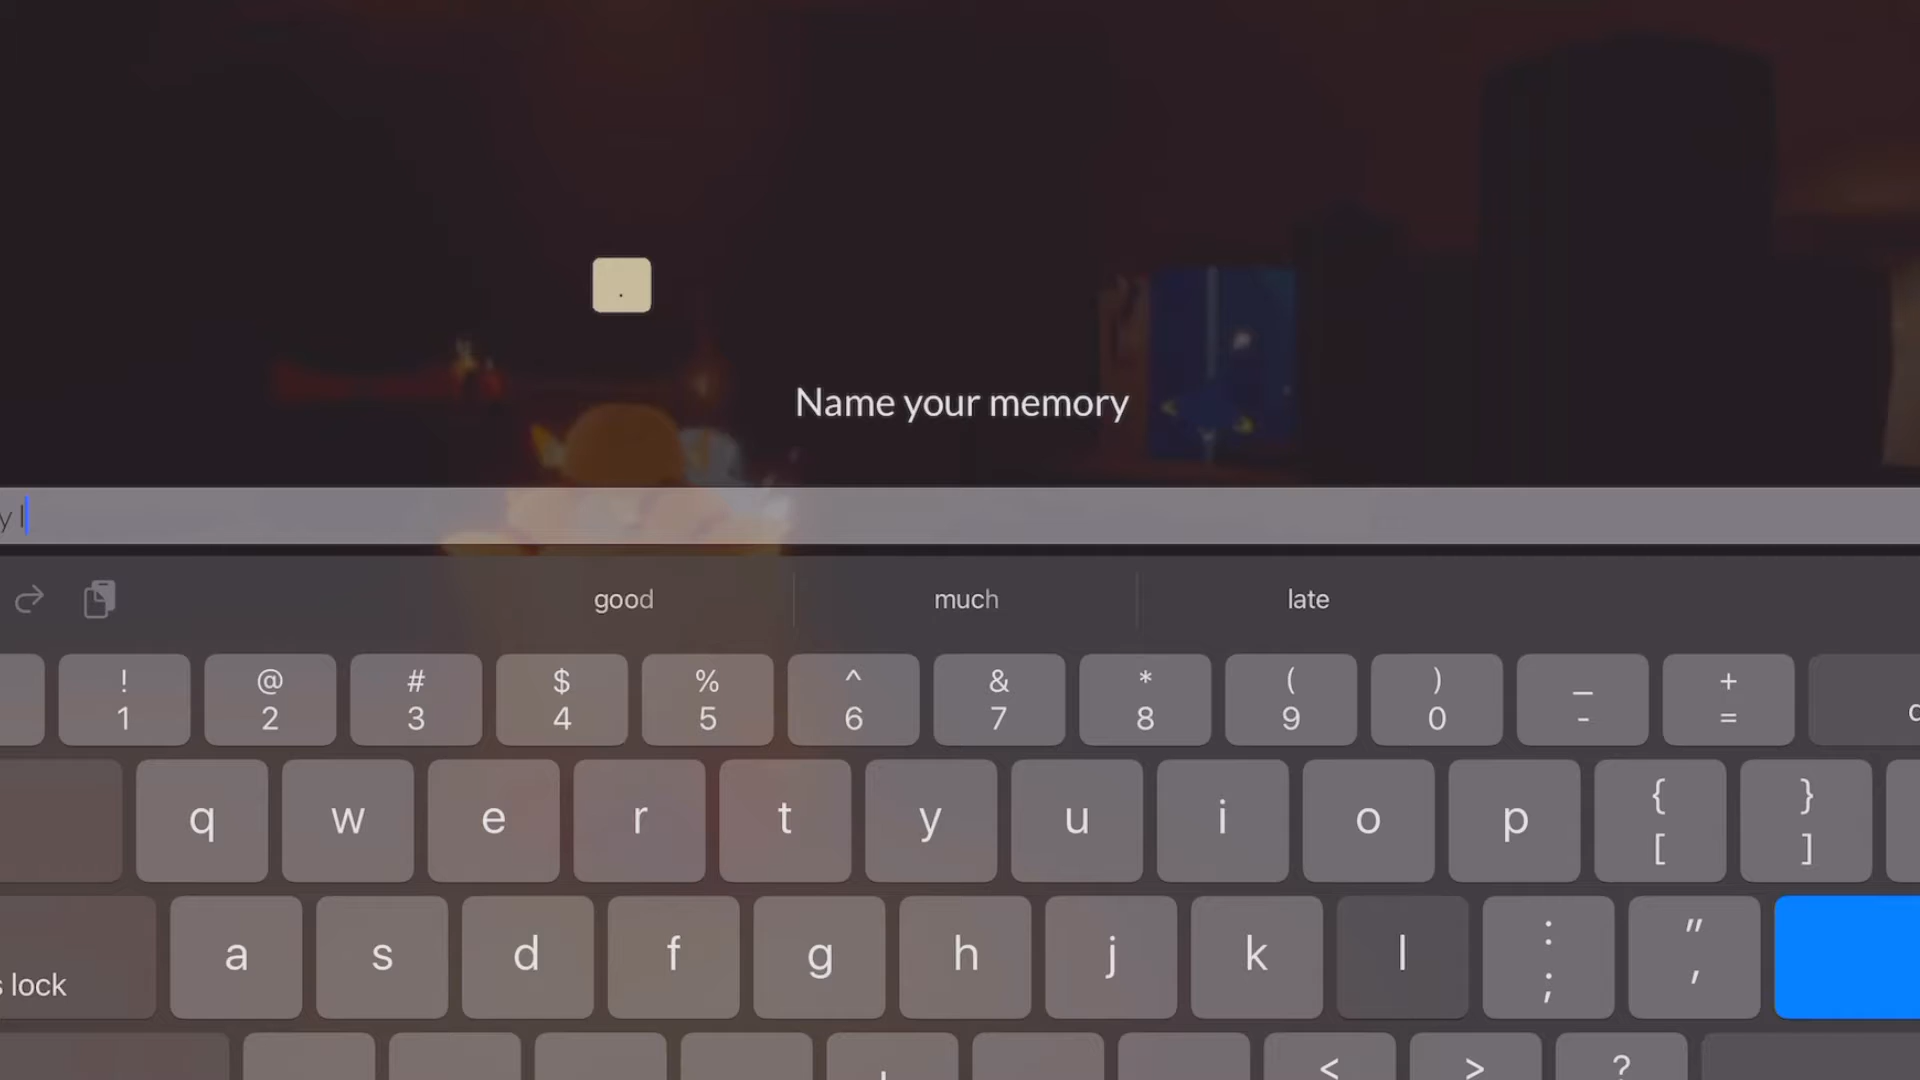 .
Name your memory
y l
good much late
! @ # $ % ^ & * ( ) _ +
1 2 3 4 5 6 7 8 9 0 - =
q w e r t y u i o p { }
[ ]
a s d f g h j k l : "
; '
lock
< > ?